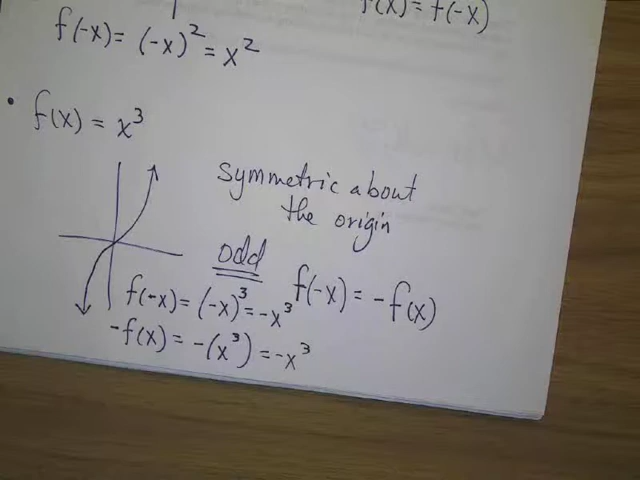 f(x) = f(-x)
f(-x) = (-x)² = x²
• f(x) = x³
Symmetric about
the origin
odd
f(-x) = (-x)³ = -x³
f(-x) = -f(x)
-f(x) = -(x³) = -x³